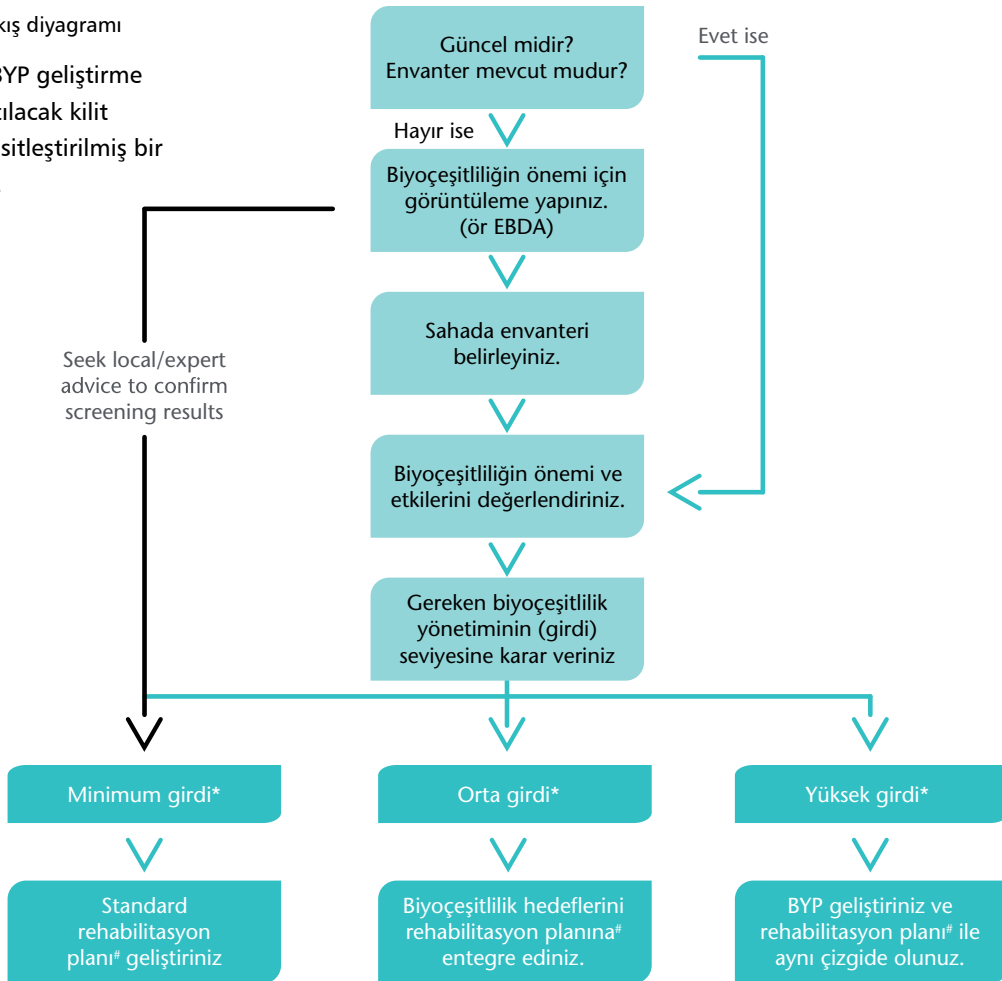 kış diyagramı
BYP geliştirme
tılacak kilit
sitleştirilmiş bir
Güncel midir?
Envanter mevcut mudur?
Evet ise
Hayır ise
Biyoçeşitliliğin önemi için
görüntüleme yapınız.
(ör EBDA)
Sahada envanteri
belirleyiniz.
Seek local/expert
advice to confirm
screening results
Biyoçeşitliliğin önemi ve
etkilerini değerlendiriniz.
Gereken biyoçeşitlilik
yönetiminin (girdi)
seviyesine karar veriniz
Minimum girdi*
Orta girdi*
Yüksek girdi*
Standard
rehabilitasyon
planı# geliştiriniz
Biyoçeşitlilik hedeflerini
rehabilitasyon planına#
entegre ediniz.
BYP geliştiriniz ve
rehabilitasyon planı# ile
aynı çizgide olunuz.